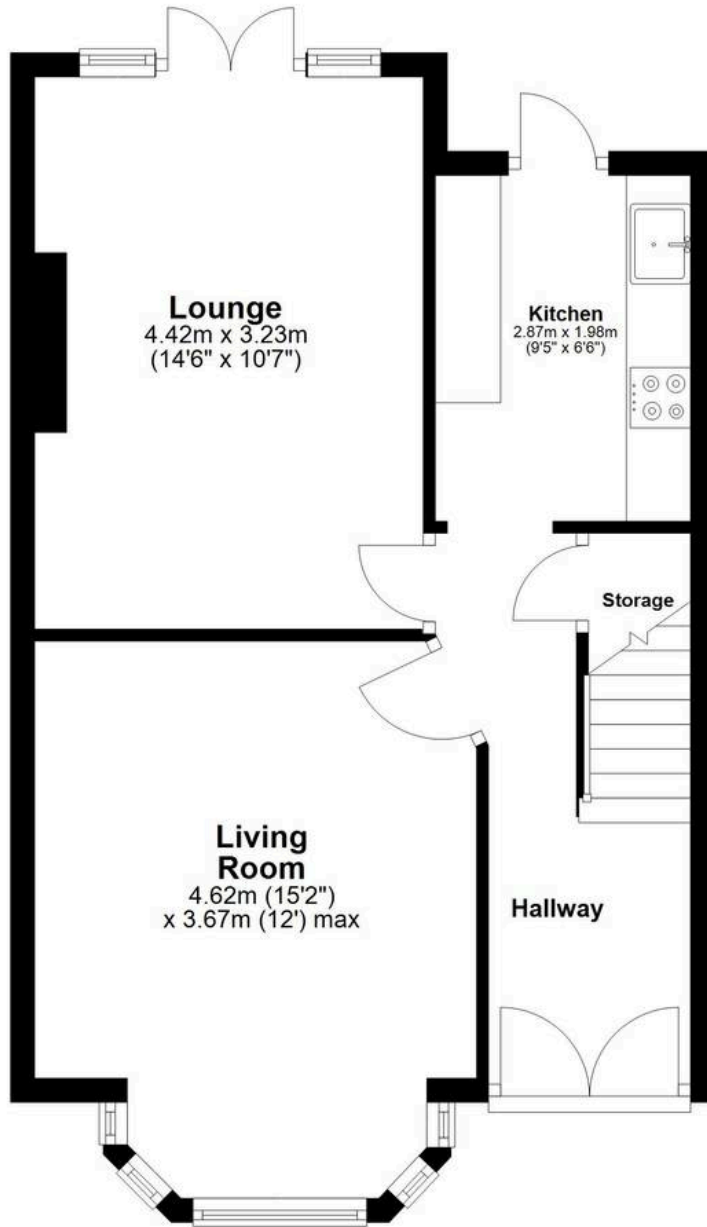 Lounge
4.42m x 3.23m
(14'6" x 10'7")
Kitchen
2.87m x 1.98m
(9'5" x 6'6")
Storage
Living
Room
4.62m (15'2")
x 3.67m (12') max
Hallway